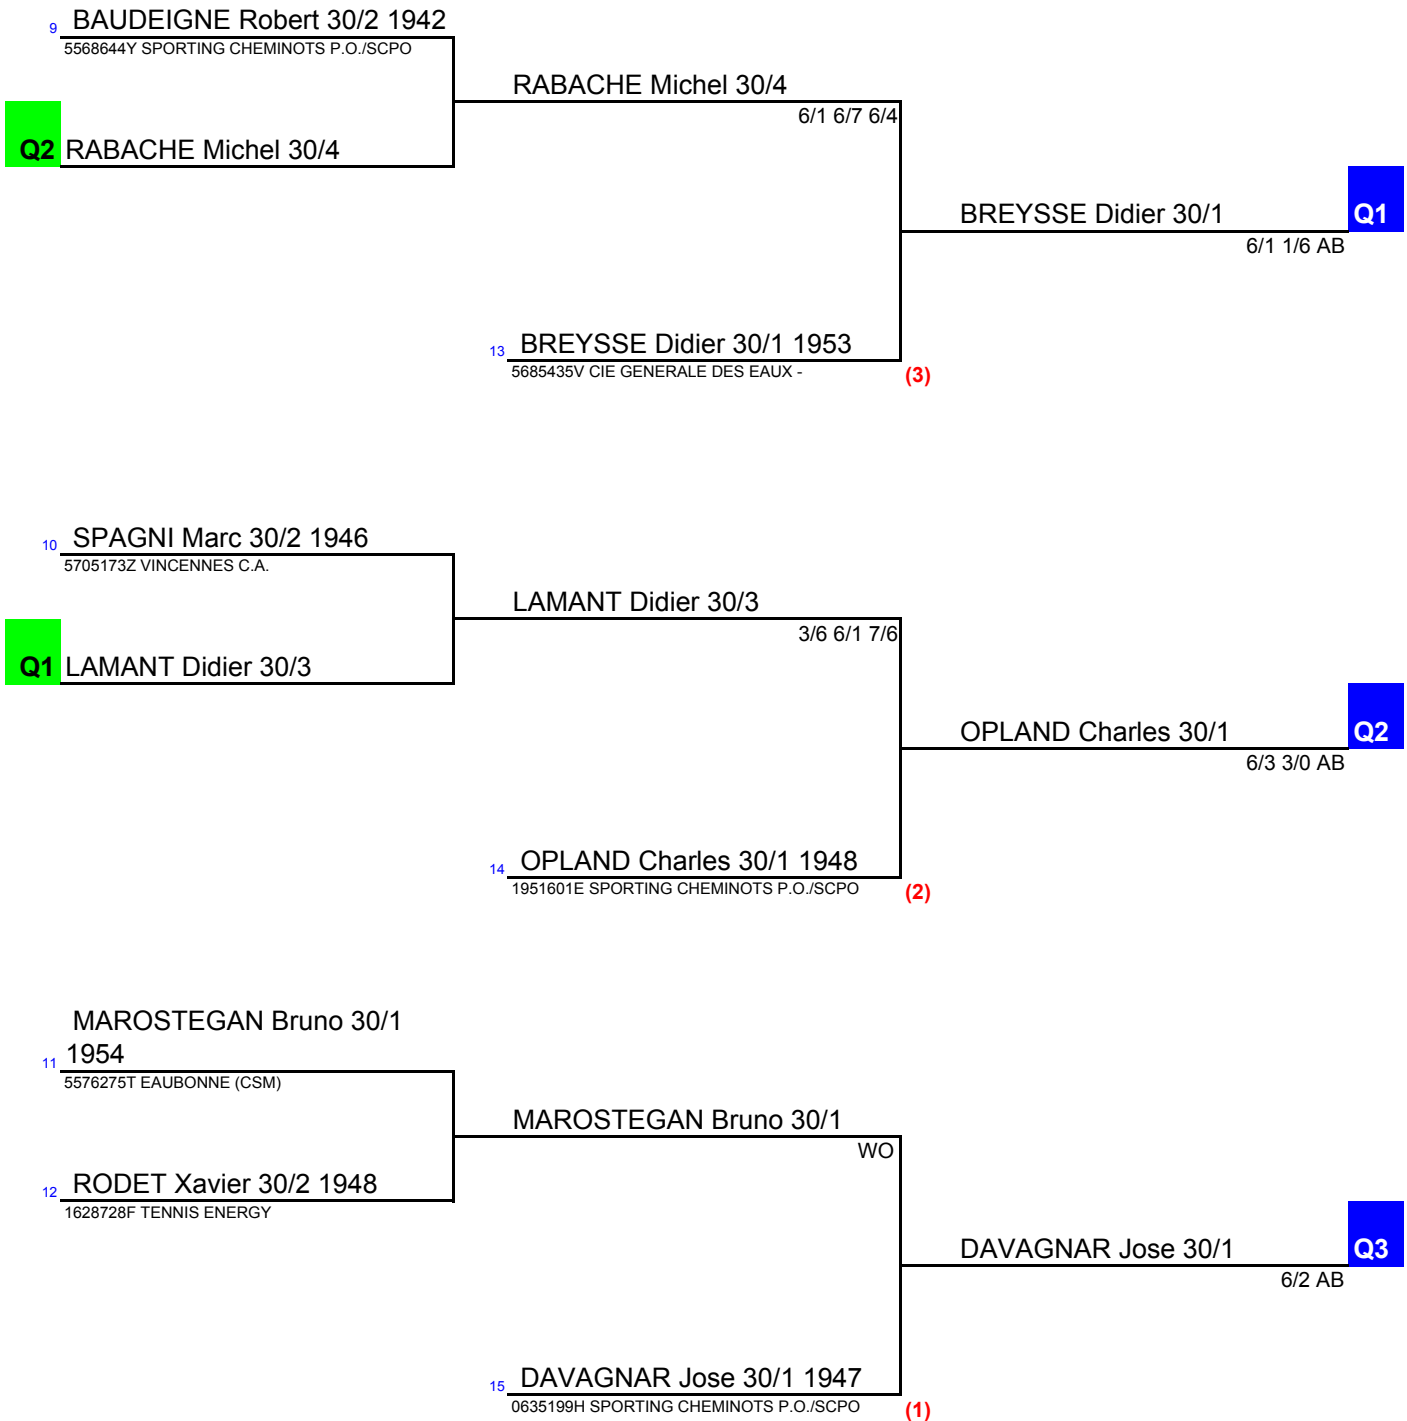 9 BAUDEIGNE Robert 30/2 1942
5568644Y SPORTING CHEMINOTS P.O./SCPO
RABACHE Michel 30/4
6/1 6/7 6/4
Q2 RABACHE Michel 30/4
BREYSSE Didier 30/1 Q1
6/1 1/6 AB
13 BREYSSE Didier 30/1 1953
5685435V CIE GENERALE DES EAUX - (3)
10 SPAGNI Marc 30/2 1946
5705173Z VINCENNES C.A.
LAMANT Didier 30/3
3/6 6/1 7/6
Q1 LAMANT Didier 30/3
OPLAND Charles 30/1 Q2
6/3 3/0 AB
14 OPLAND Charles 30/1 1948
1951601E SPORTING CHEMINOTS P.O./SCPO (2)
MAROSTEGAN Bruno 30/1
11 1954
5576275T EAUBONNE (CSM)
MAROSTEGAN Bruno 30/1
WO
12 RODET Xavier 30/2 1948
1628728F TENNIS ENERGY
DAVAGNAR Jose 30/1 Q3
6/2 AB
15 DAVAGNAR Jose 30/1 1947
0635199H SPORTING CHEMINOTS P.O./SCPO (1)